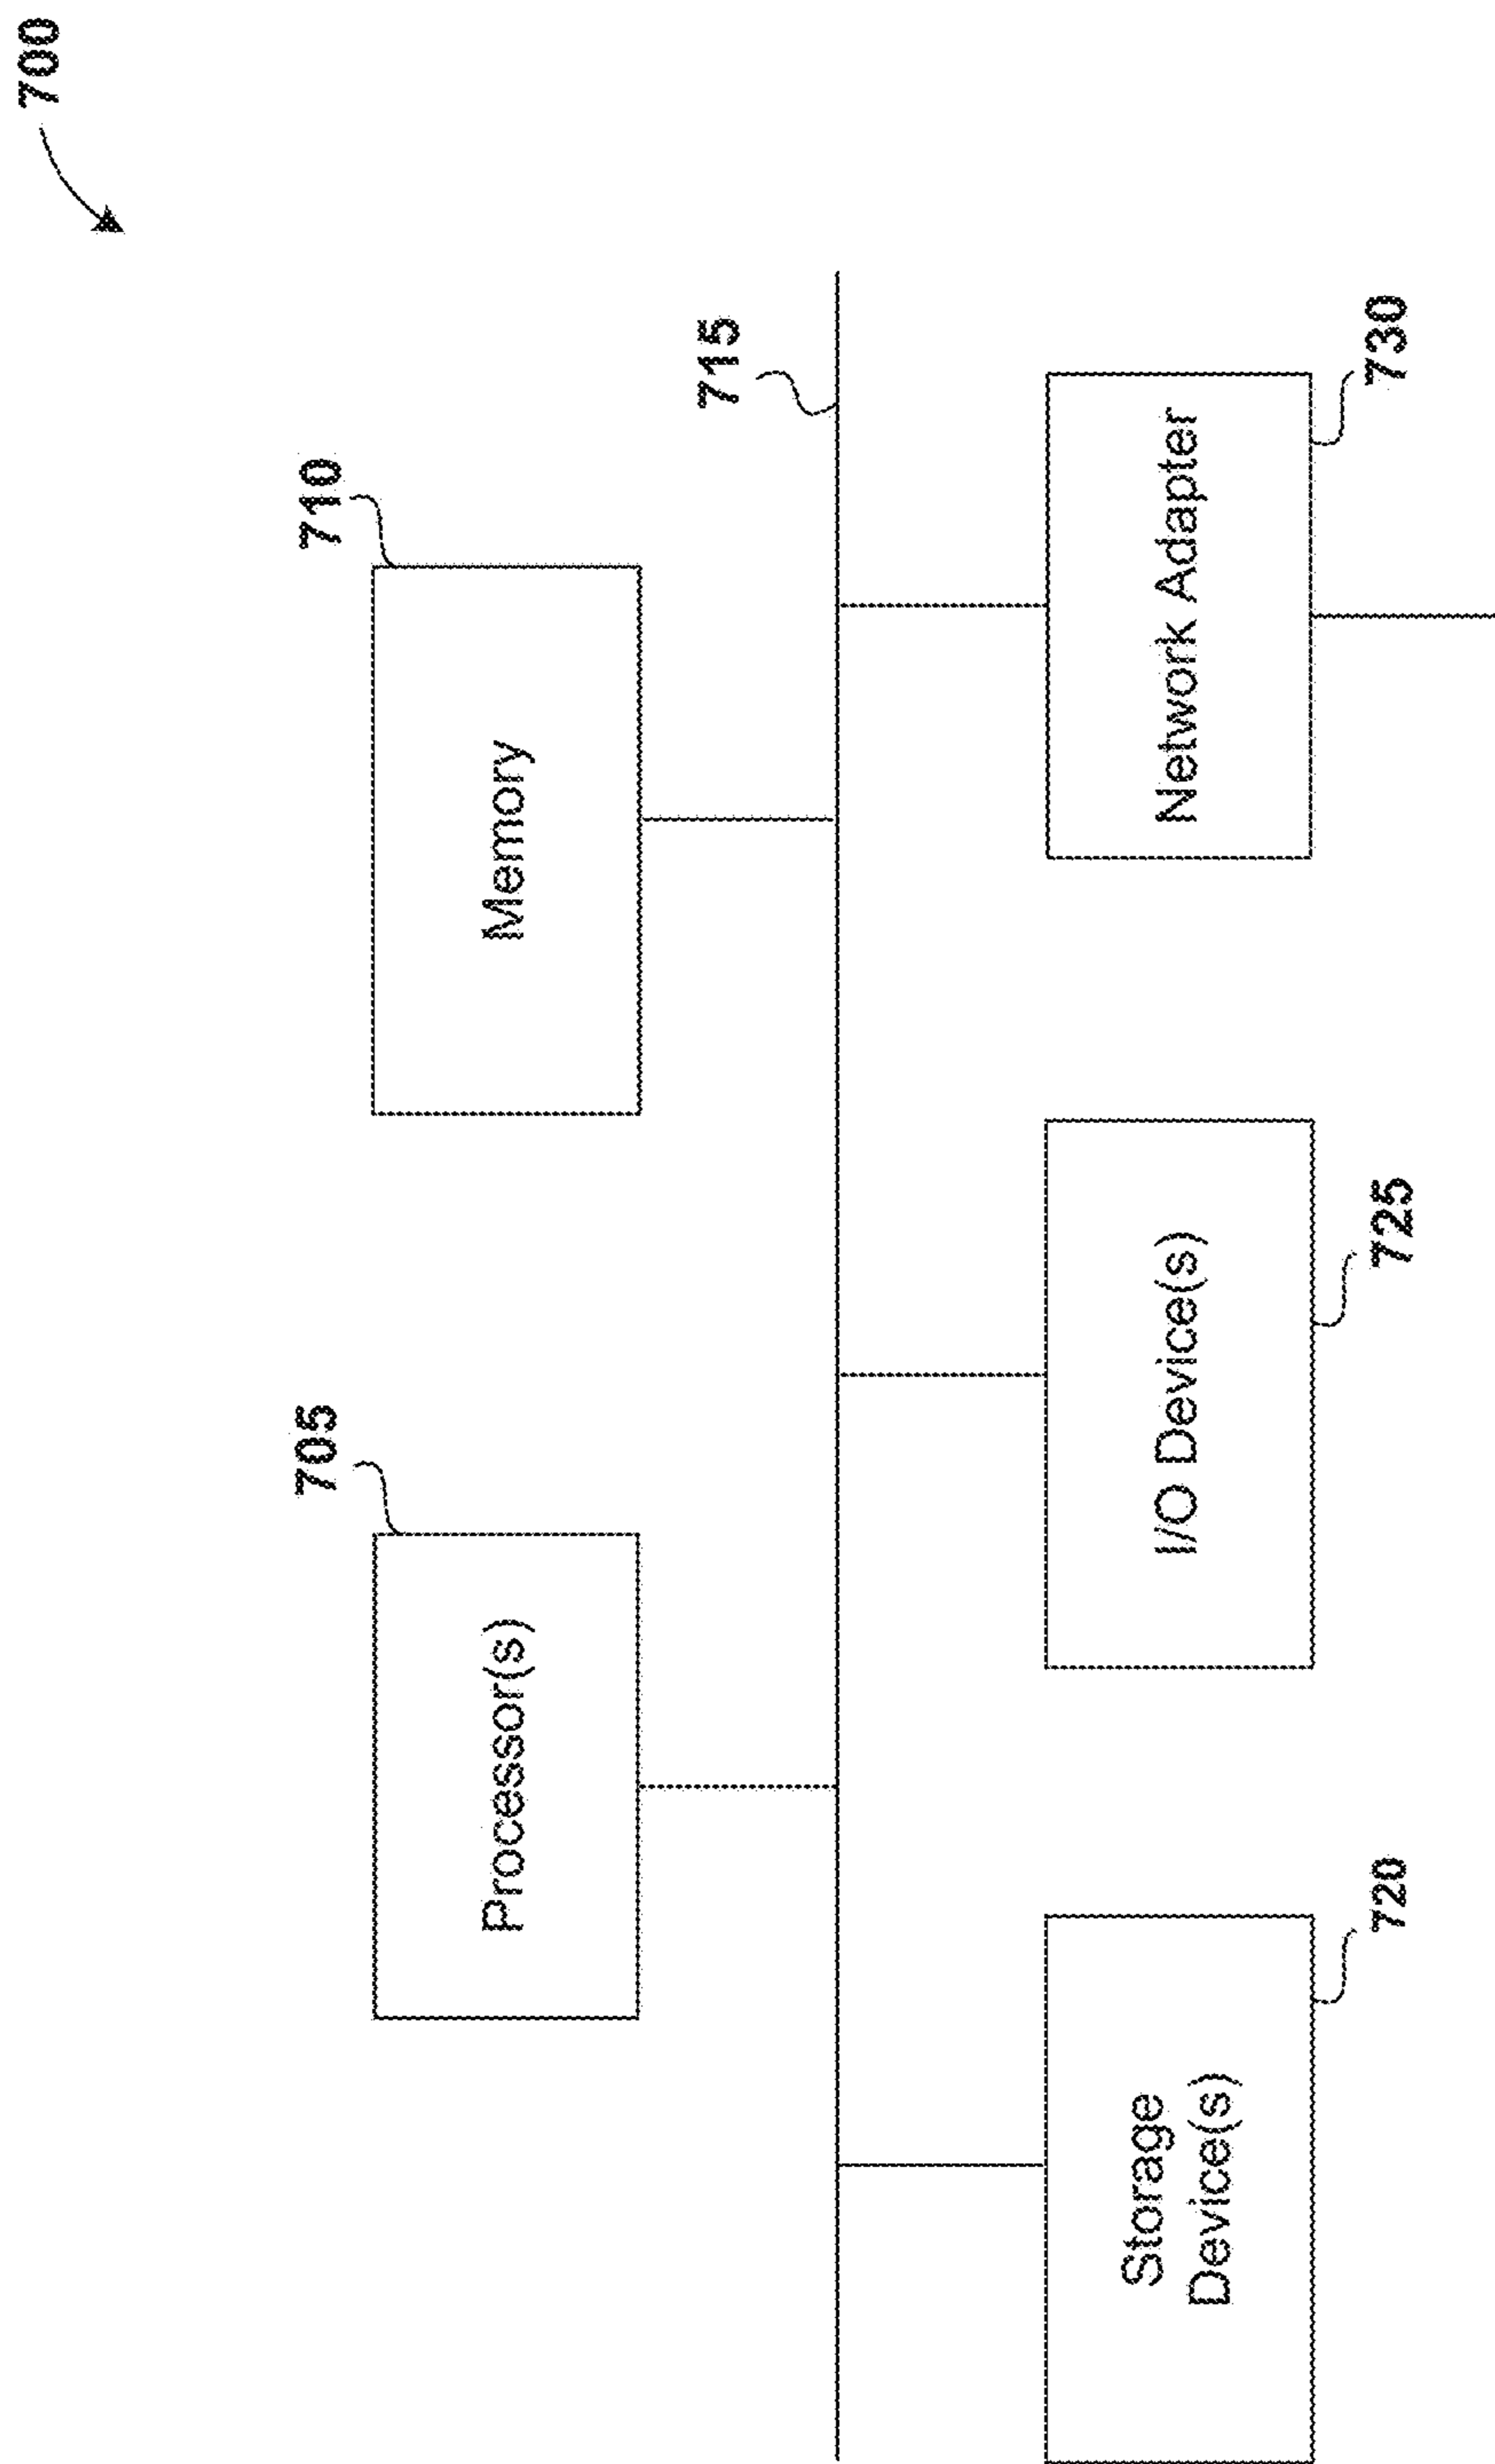 700
705
Processor(s)
710
Memory
715
Storage
Device(s)
720
I/O Device(s)
725
Network Adapter
730